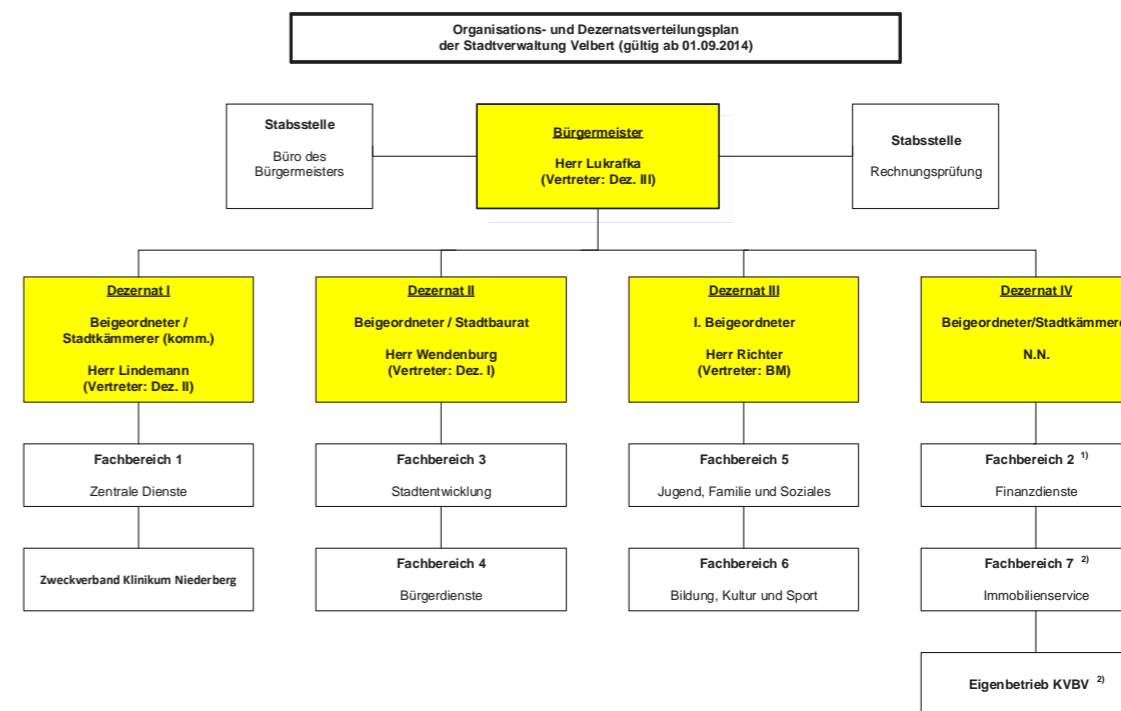 Organisations- und Dezernatsverteilungsplan
der Stadtverwaltung Velbert (gültig ab 01.09.2014)
Stabsstelle
Büro des
Bürgermeisters
Bürgermeister
Herr Lukrafka
(Vertreter: Dez. III)
Stabsstelle
Rechnungsprüfung
Dezernat I
Beigeordneter /
Stadtkämmerer (komm.)
Herr Lindemann
(Vertreter: Dez. II)
Dezernat II
Beigeordneter / Stadtbaurat
Herr Wendenburg
(Vertreter: Dez. I)
Dezernat III
I. Beigeordneter
Herr Richter
(Vertreter: BM)
Dezernat IV
Beigeordneter/Stadtkämmere
N.N.
Fachbereich 1
Zentrale Dienste
Fachbereich 3
Stadtentwicklung
Fachbereich 5
Jugend, Familie und Soziales
Fachbereich 2 1)
Finanzdienste
Zweckverband Klinikum Niederberg
Fachbereich 4
Bürgerdienste
Fachbereich 6
Bildung, Kultur und Sport
Fachbereich 7 2)
Immobilienservice
Eigenbetrieb KVBV 2)